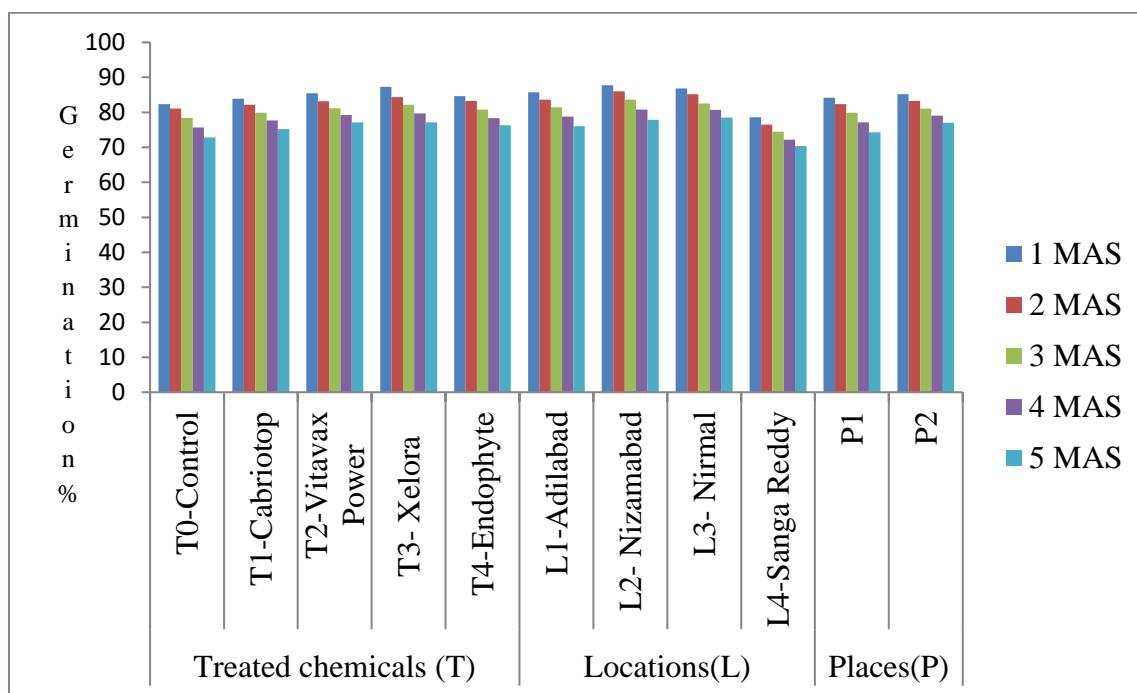 100
90
80
70
60
50
40
30
20
10
0
Germination%
T0-Control
T1-Cabriotop
T2-Vitavax
Power
T3- Xelora
T4-Endophyte
L1-Adilabad
L2- Nizamabad
L3- Nirmal
L4-Sanga Reddy
P1
P2
Treated chemicals (T)
Locations(L)
Places(P)
1 MAS
2 MAS
3 MAS
4 MAS
5 MAS